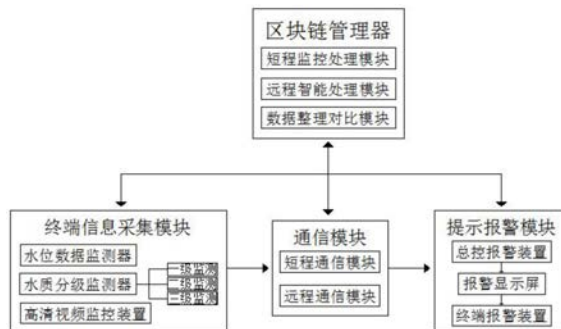 区块链管理器
短程监控处理模块
远程智能处理模块
数据整理对比模块
终端信息采集模块
水位数据监测器
水质分级监测器
一级监测
二级监测
三级监测
高清视频监控装置
通信模块
短程通信模块
远程通信模块
提示报警模块
总控报警装置
报警显示屏
终端报警装置